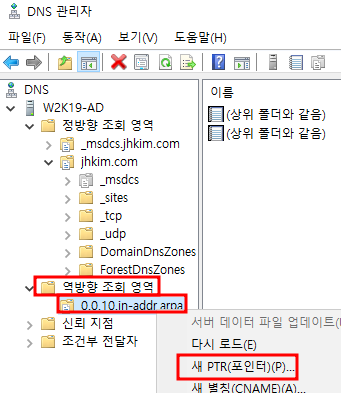 DNS 관리자
파일(F) 동작(A) 보기(V) 도움말(H)
DNS
W2K19-AD
정방향 조회 영역
_msdcs.jhkim.com
jhkim.com
_msdcs
_sites
_tcp
_udp
DomainDnsZones
ForestDnsZones
역방향 조회 영역
0.0.10.in-addr.arpa
신뢰 지점
조건부 전달자
이름
(상위 폴더와 같음)
(상위 폴더와 같음)
서버 데이터 파일 업데이트(
다시 로드(E)
새 PTR(포인터)(P)...
새 별칭(CNAME)(A)...